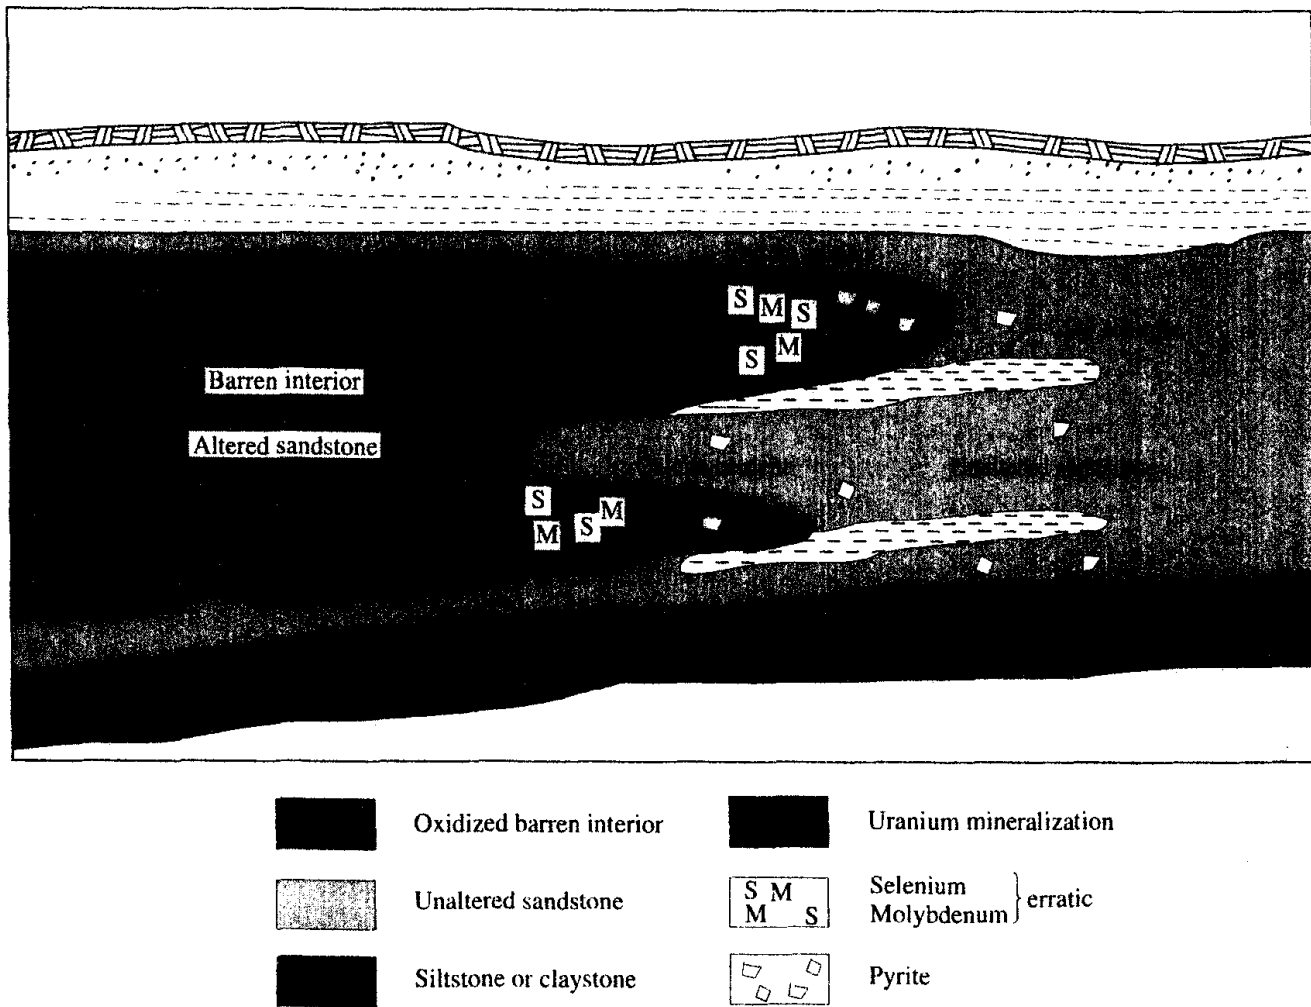 S M S
S M
Barren interior
Altered sandstone
S M
M S
Oxidized barren interior
Uranium mineralization
Unaltered sandstone
S M
M S
Selenium
Molybdenum
erratic
Siltstone or claystone
Pyrite